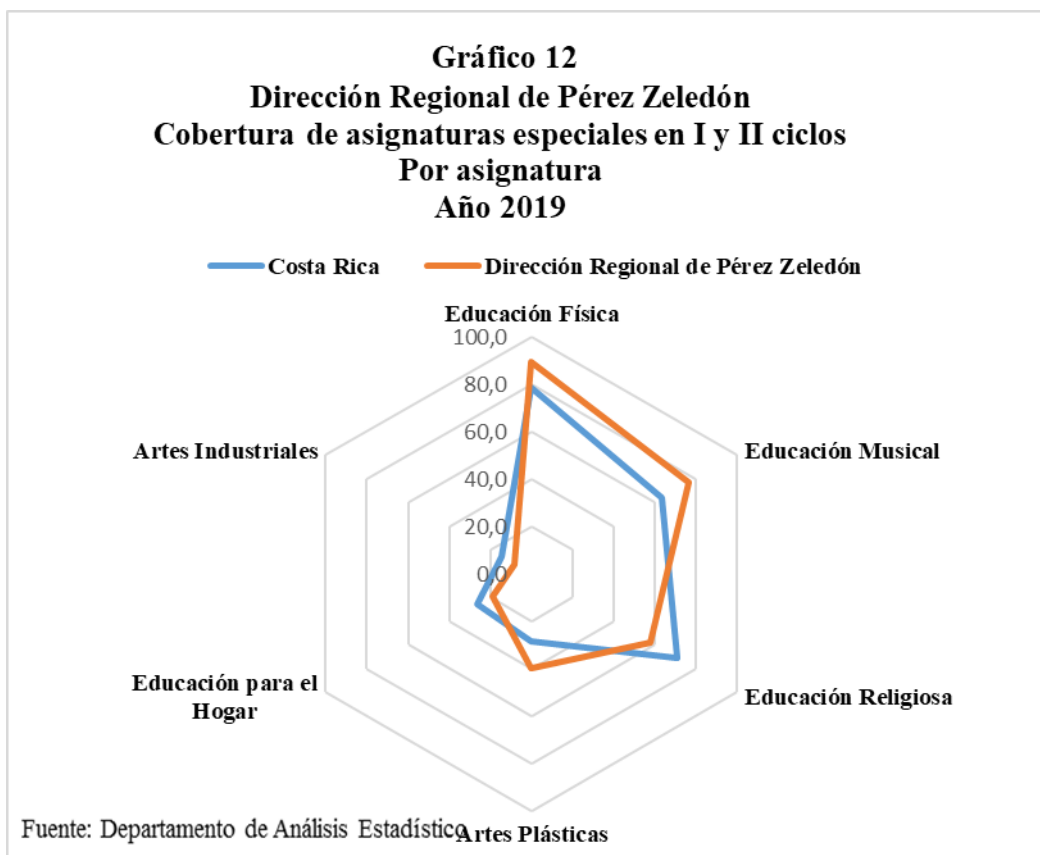 Gráfico 12
Dirección Regional de Pérez Zeledón
Cobertura de asignaturas especiales en I y II ciclos
Por asignatura
Año 2019
Costa Rica
Dirección Regional de Pérez Zeledón
Educación Física
100,0
80,0
60,0
40,0
20,0
0,0
Educación Musical
Educación Religiosa
Artes Plásticas
Educación para el
Hogar
Artes Industriales
Fuente: Departamento de Análisis Estadístico